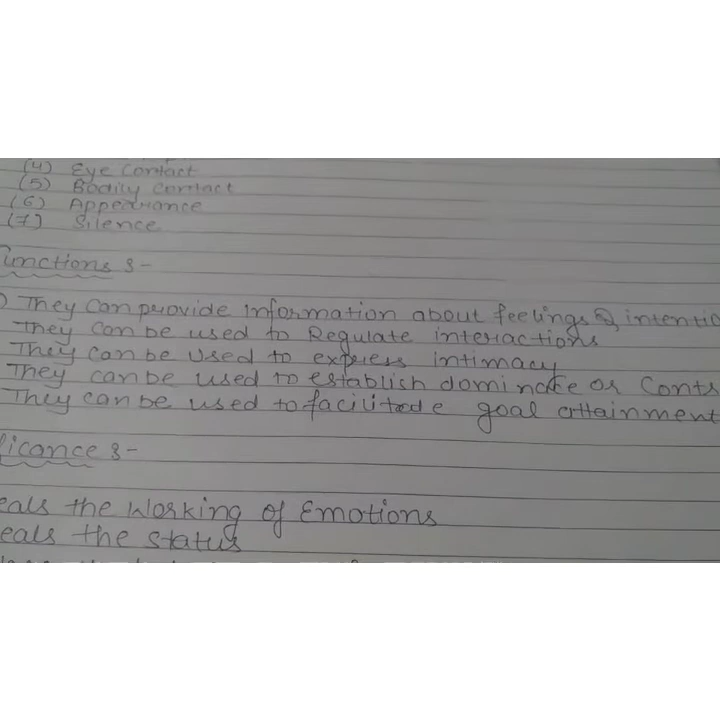 (4) Eye Contact
(5) Bodily Contact
(6) Appearance
(7) Silence
unctions :-
) They can provide information about feelings & intentio
They can be used to Regulate interactions
They can be used to express intimacy
They can be used to establish dominate or Cont
They can be used to facilitate goal attainment
ficance :-
eals the Working of Emotions
eals the status